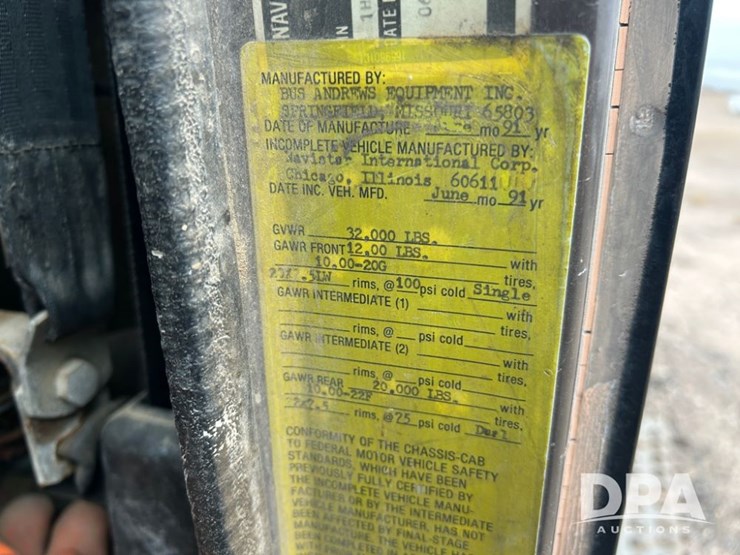 NAV
1H
DATE
MANUFACTURED BY:
BUS ANDREWS EQUIPMENT INC.
SPRINGFIELD, MISSOURI 65803
DATE OF MANUFACTURE mo 91 yr
INCOMPLETE VEHICLE MANUFACTURED BY:
Navistar International Corp.
Chicago, Illinois 60611
DATE INC. VEH. MFD. June mo 91 yr
GVWR 32.000 LBS.
GAWR FRONT 12.00 LBS. with
10.00-20G tires,
rims, @ 100 psi cold Single
GAWR INTERMEDIATE (1) with
tires,
rims, @ psi cold
GAWR INTERMEDIATE (2) with
tires,
rims, @ psi cold
GAWR REAR 20.000 LBS. with
10.00-22F tires,
22x7.5 rims, @ 75 psi cold Dual
CONFORMITY OF THE CHASSIS-CAB
TO FEDERAL MOTOR VEHICLE SAFETY
STANDARDS, WHICH HAVE BEEN
PREVIOUSLY FULLY CERTIFIED BY
THE INCOMPLETE VEHICLE MANU-
FACTURER OR BY THE INTERMEDIATE
VEHICLE MANUFACTURER, HAS NOT
BEEN AFFECTED BY FINAL-STAGE
DPA
AUCTIONS